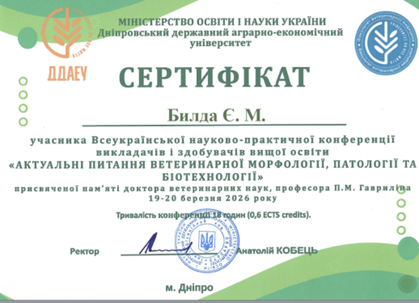 МІНІСТЕРСТВО ОСВІТИ І НАУКИ УКРАЇНИ
Дніпровський державний аграрно-економічний
університет
ДДАЕУ
СЕРТИФІКАТ
Билда Є. М.
учасника Всеукраїнської науково-практичної конференції
викладачів і здобувачів вищої освіти
«АКТУАЛЬНІ ПИТАННЯ ВЕТЕРИНАРНОЇ МОРФОЛОГІЇ, ПАТОЛОГІЇ ТА
БІОТЕХНОЛОГІЇ»
присвяченої пам'яті доктора ветеринарних наук, професора П.М. Гавриліна
19-20 березня 2026 року
Тривалість конференції 18 годин (0,6 ECTS credits).
Ректор Анатолій КОБЕЦЬ
м. Дніпро